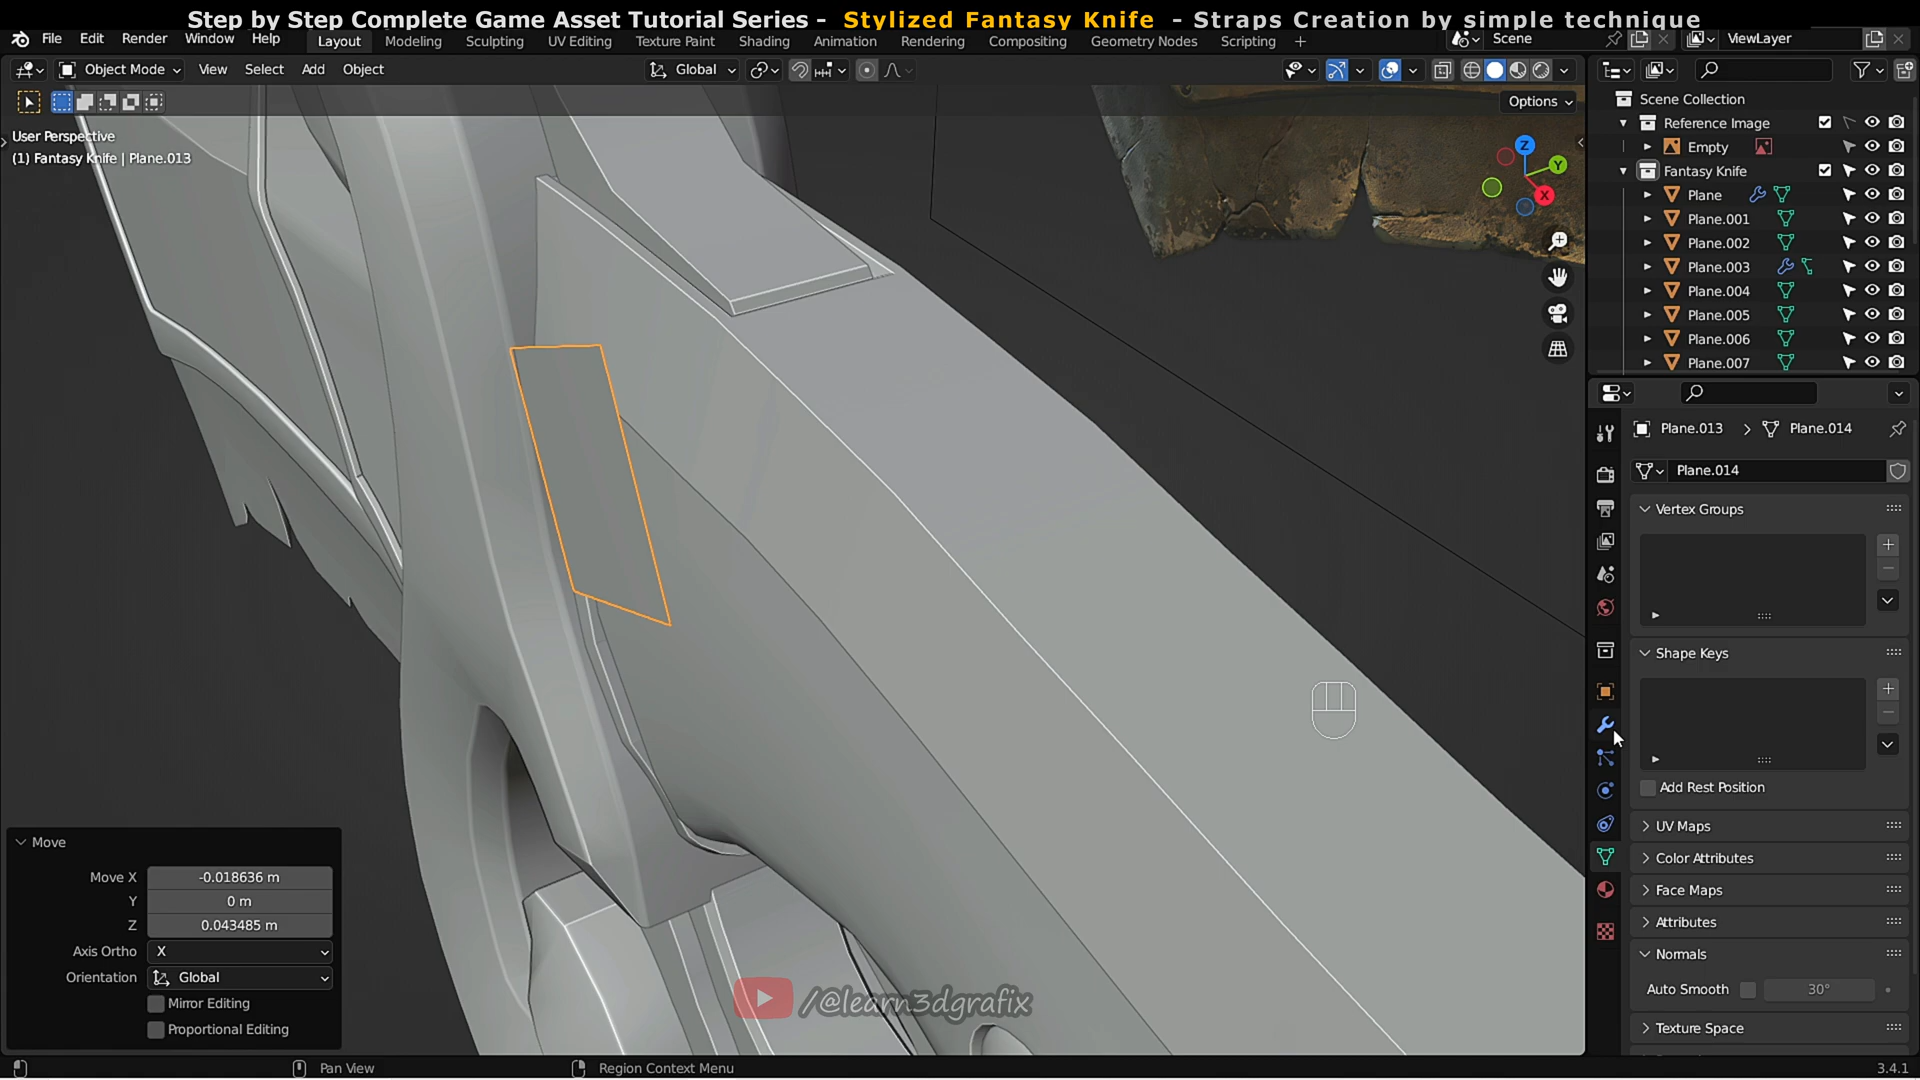 Step by Step Complete Game Asset Tutorial Series - Stylized Fantasy Knife - Straps Creation by simple technique
File Edit Render Window Help Layout Modeling Sculpting UV Editing Texture Paint Shading Animation Rendering Compositing Geometry Nodes Scripting + Scene ViewLayer
Object Mode View Select Add Object Global
Options
User Perspective
(1) Fantasy Knife | Plane.013
Z
Y
X
Scene Collection
Reference Image
Empty
Fantasy Knife
Plane
Plane.001
Plane.002
Plane.003
Plane.004
Plane.005
Plane.006
Plane.007
Plane.013 > Plane.014
Plane.014
Vertex Groups
Shape Keys
Add Rest Position
UV Maps
Color Attributes
Face Maps
Attributes
Normals
Auto Smooth 30°
Texture Space
Move
Move X -0.018636 m
Y 0 m
Z 0.043485 m
Axis Ortho X
Orientation Global
Mirror Editing
Proportional Editing
/@learn3dgrafix
Pan View Region Context Menu 3.4.1